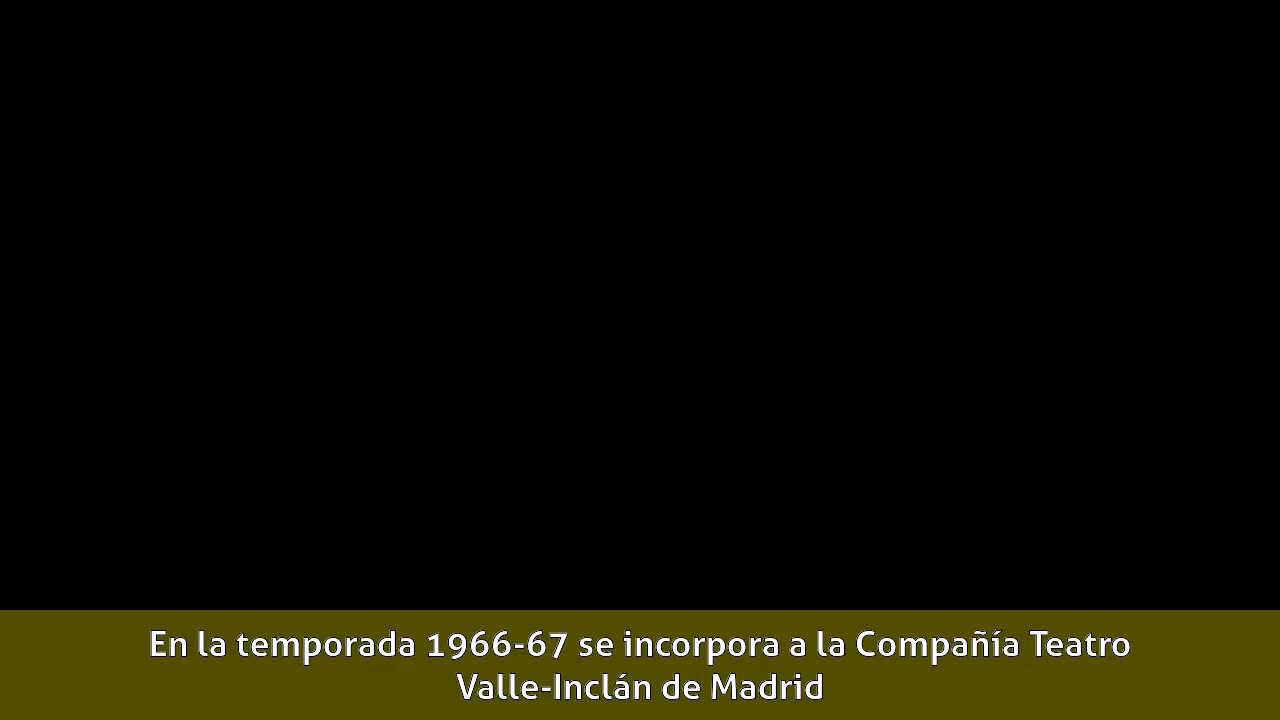 En la temporada 1966-67 se incorpora a la Compañía Teatro
Valle-Inclán de Madrid